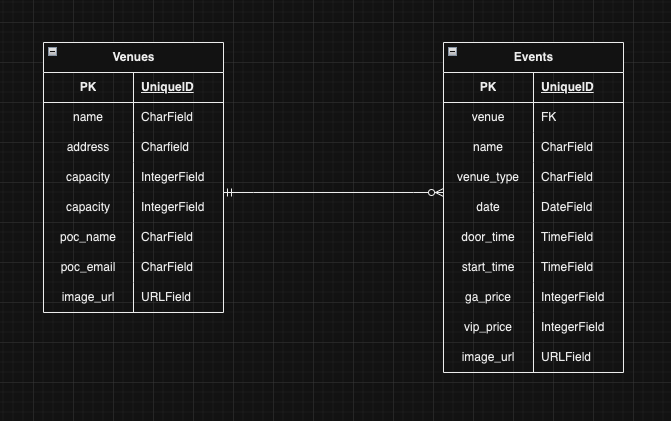 Venues
PK UniqueID
name CharField
address Charfield
capacity IntegerField
capacity IntegerField
poc_name CharField
poc_email CharField
image_url URLField
Events
PK UniqueID
venue FK
name CharField
venue_type CharField
date DateField
door_time TimeField
start_time TimeField
ga_price IntegerField
vip_price IntegerField
image_url URLField